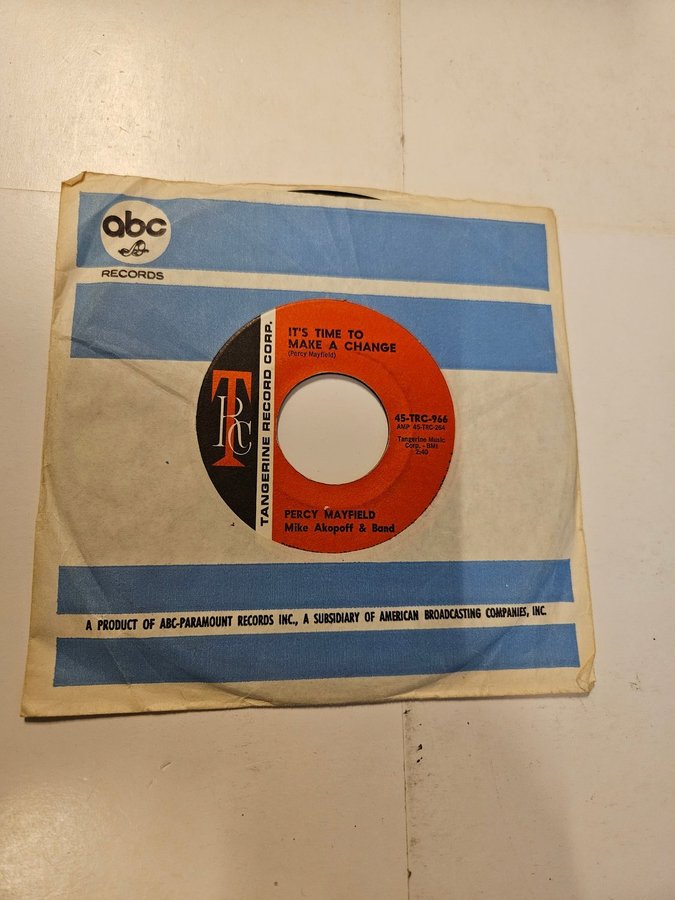 abc
RECORDS
IT'S TIME TO
MAKE A CHANGE
(Percy Mayfield)
TRC
TANGERINE RECORD CORP.
45-TRC-966
AMP 45-TRC-264
Tangerine Music
Corp. - BMI
2:40
PERCY MAYFIELD
Mike Akopoff & Band
A PRODUCT OF ABC-PARAMOUNT RECORDS INC., A SUBSIDIARY OF AMERICAN BROADCASTING COMPANIES, INC.